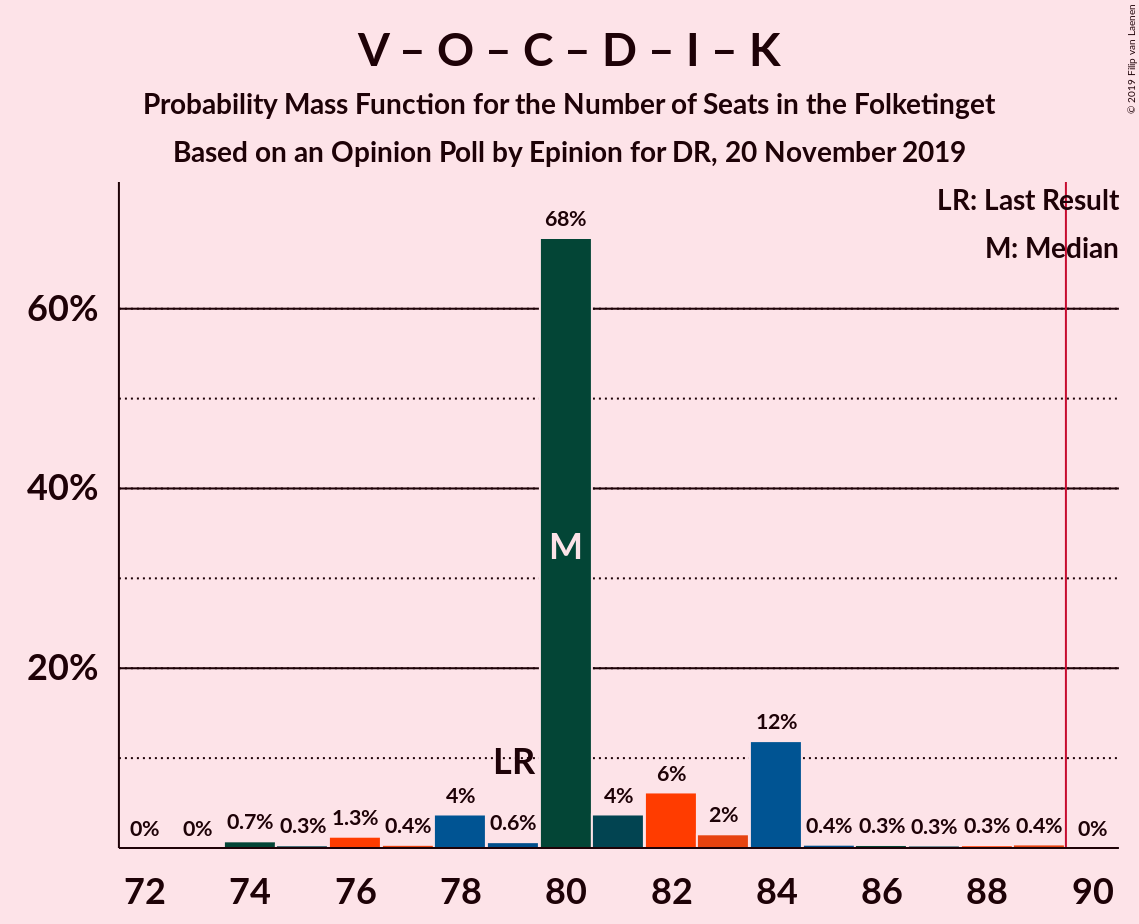 V – O – C – D – I – K
Probability Mass Function for the Number of Seats in the Folketinget
Based on an Opinion Poll by Epinion for DR, 20 November 2019
© 2019 Filip van Laenen
LR: Last Result
M: Median
60%
40%
20%
0% 0% 0.7% 0.3% 1.3% 0.4% 4% 0.6% 68% 4% 6% 2% 12% 0.4% 0.3% 0.3% 0.3% 0.4% 0%
LR
M
72 74 76 78 80 82 84 86 88 90